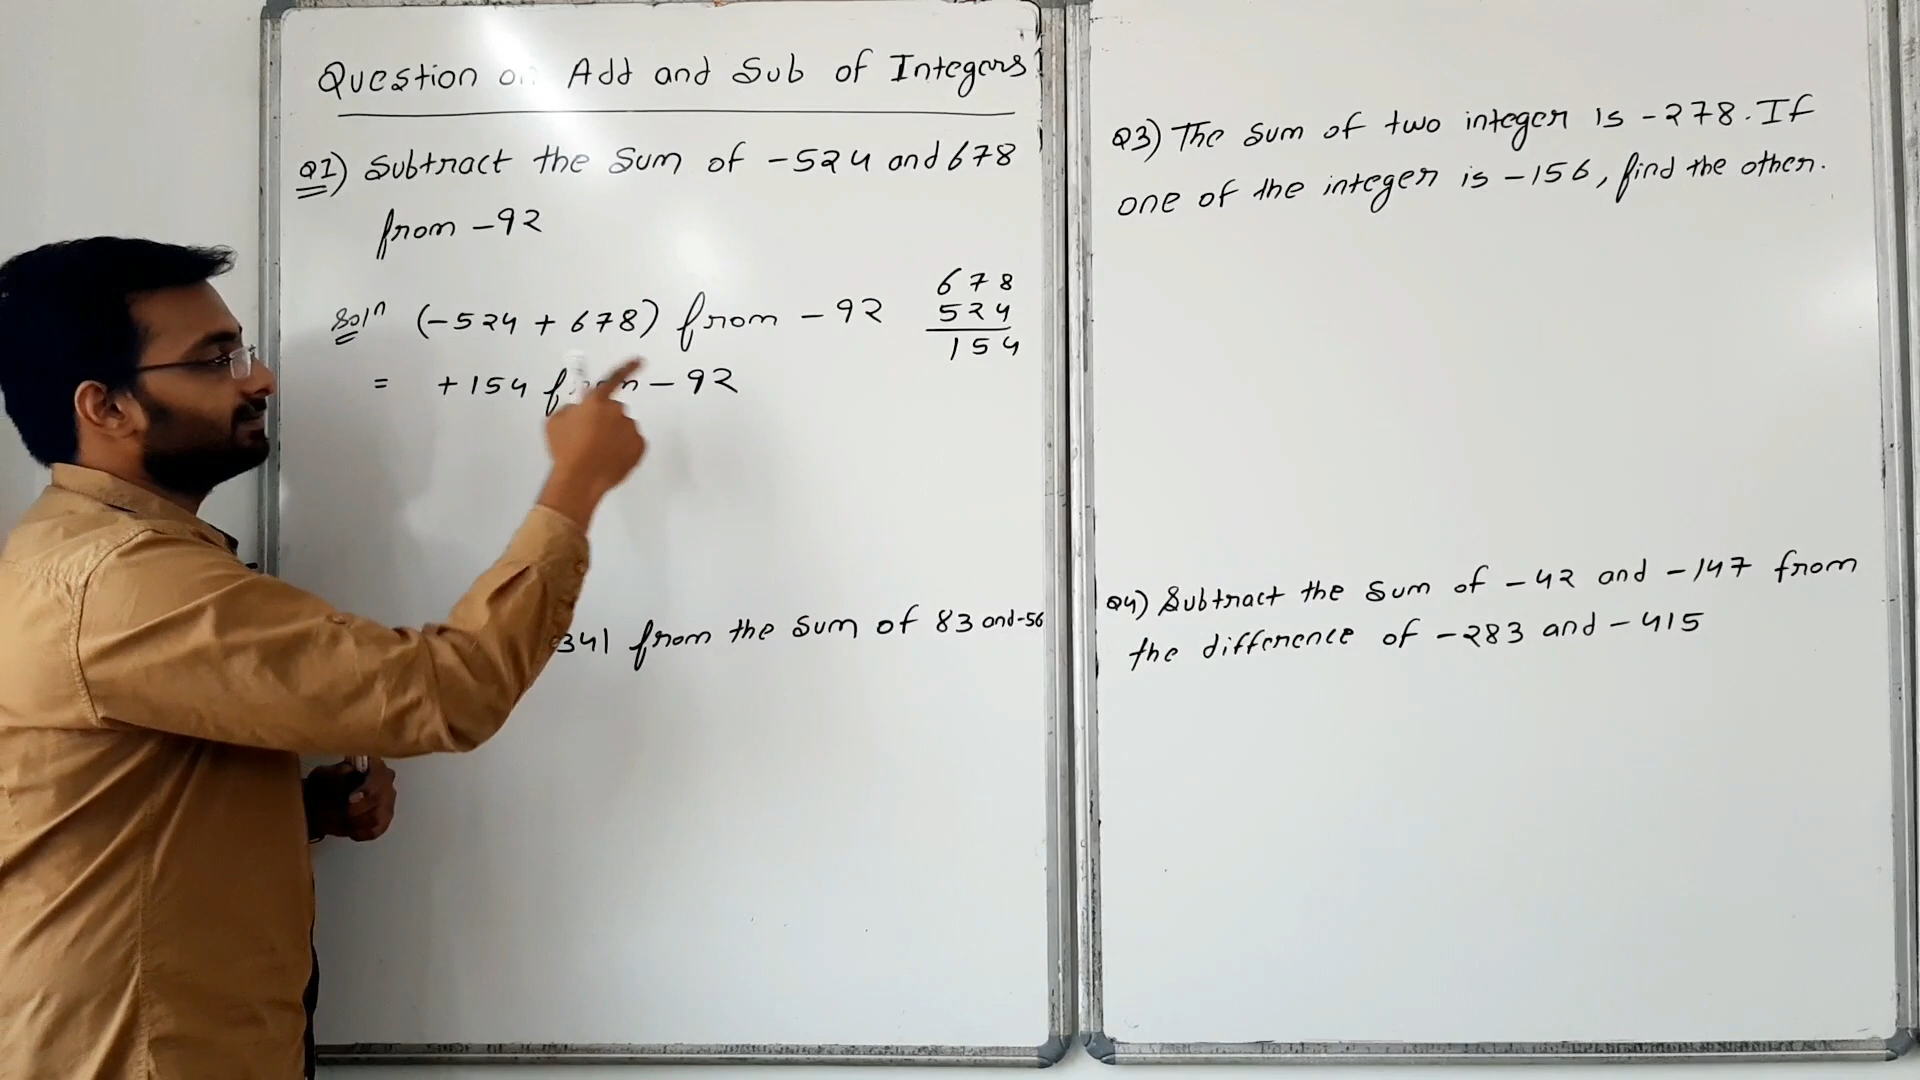 Question Add and Sub of Integers
Q1) Subtract the Sum of -524 and 678
from -92
Soln (-524 + 678) from - 92
= +154 from - 92
678
524
154
341 from the Sum of 83 and -56
Q3) The Sum of two integer is -278. If
one of the integer is -156, find the other.
Q4) Subtract the Sum of -42 and -147 from
the difference of -283 and -415